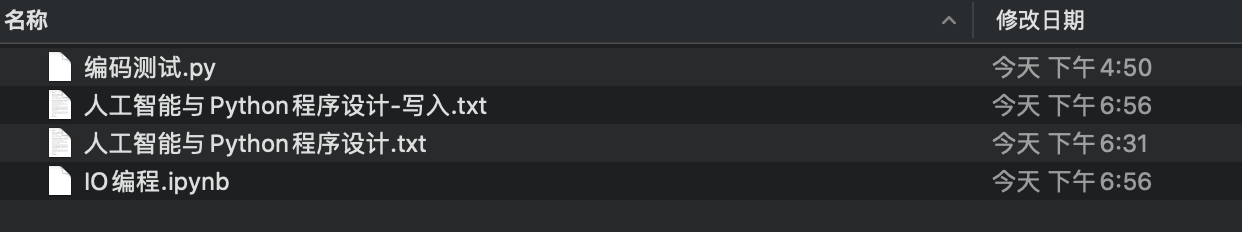 名称 修改日期
编码测试.py 今天 下午4:50
人工智能与Python程序设计-写入.txt 今天 下午6:56
人工智能与Python程序设计.txt 今天 下午6:31
IO编程.ipynb 今天 下午6:56